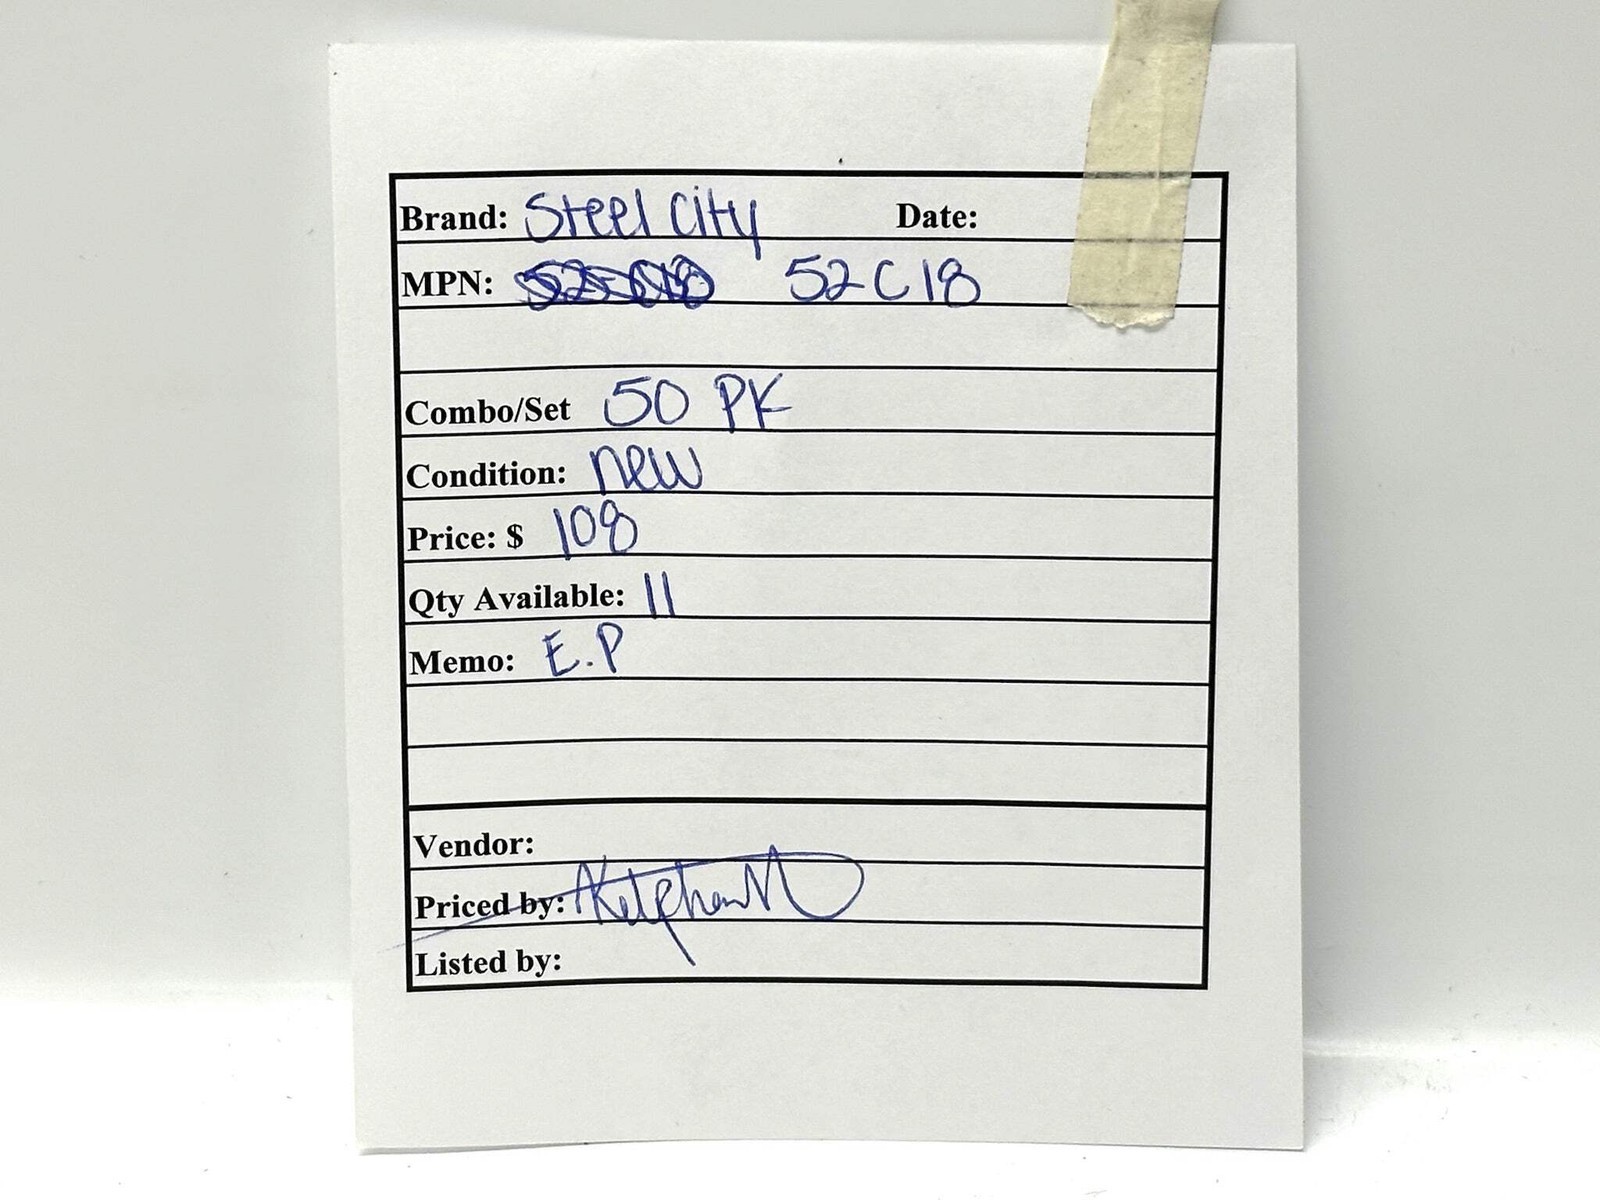 Brand: Steel City Date:
MPN: 52C18
Combo/Set 50 PK
Condition: new
Price: $ 108
Qty Available: 11
Memo: E.P
Vendor:
Priced by:
Listed by: